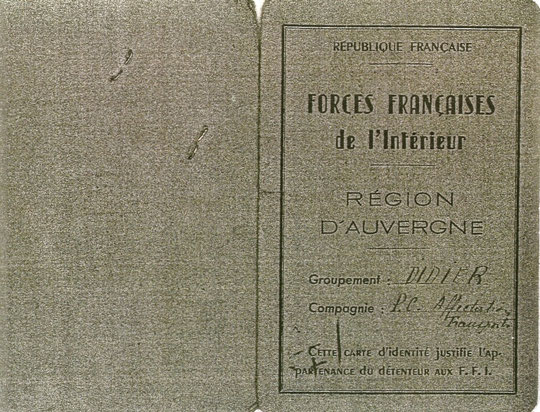 RÉPUBLIQUE FRANÇAISE
FORCES FRANÇAISES
de l'Intérieur
RÉGION
D'AUVERGNE
Groupement : DIDIER
Compagnie : P.C. Affectation
CETTE CARTE D'IDENTITÉ JUSTIFIE L'AP-
PARTENANCE DU DÉTENTEUR AUX F. F. I.